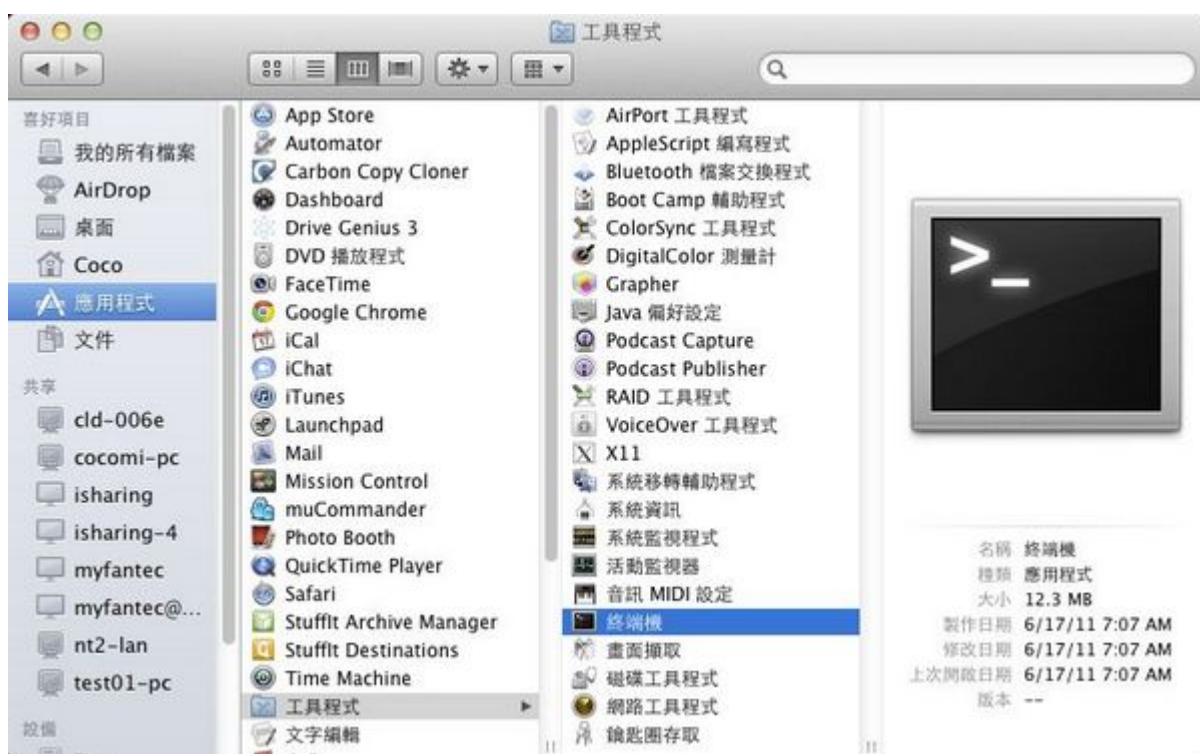 工具程式
喜好項目
我的所有檔案
AirDrop
桌面
Coco
應用程式
文件
共享
cld-006e
cocomi-pc
isharing
isharing-4
myfantec
myfantec@...
nt2-lan
test01-pc
設備
App Store
Automator
Carbon Copy Cloner
Dashboard
Drive Genius 3
DVD 播放程式
FaceTime
Google Chrome
iCal
iChat
iTunes
Launchpad
Mail
Mission Control
muCommander
Photo Booth
QuickTime Player
Safari
StuffIt Archive Manager
StuffIt Destinations
Time Machine
工具程式
文字編輯
AirPort 工具程式
AppleScript 編寫程式
Bluetooth 檔案交換程式
Boot Camp 輔助程式
ColorSync 工具程式
DigitalColor 測量計
Grapher
Java 偏好設定
Podcast Capture
Podcast Publisher
RAID 工具程式
VoiceOver 工具程式
X11
系統移轉輔助程式
系統資訊
系統監視程式
活動監視器
音訊 MIDI 設定
終端機
畫面擷取
磁碟工具程式
網路工具程式
鑰匙圈存取
>_
名稱 終端機
種類 應用程式
大小 12.3 MB
製作日期 6/17/11 7:07 AM
修改日期 6/17/11 7:07 AM
上次開啟日期 6/17/11 7:07 AM
版本 --